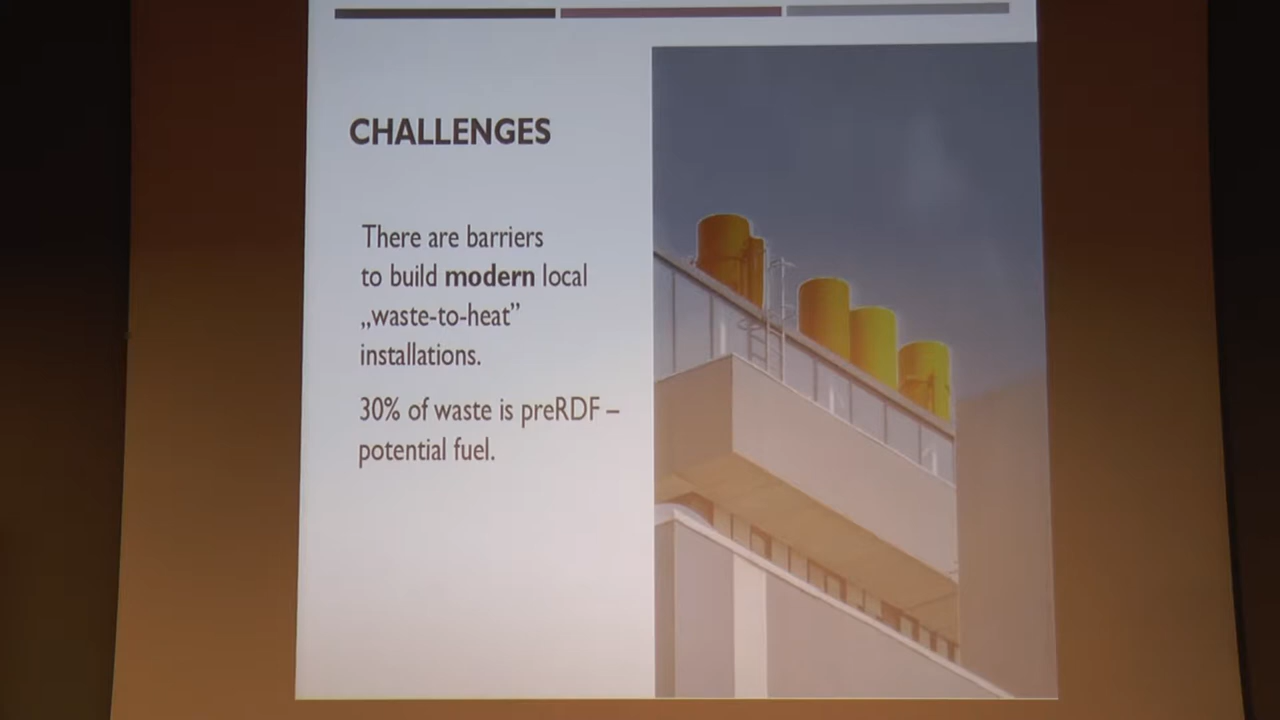 CHALLENGES
There are barriers
to build modern local
„waste-to-heat”
installations.
30% of waste is preRDF –
potential fuel.